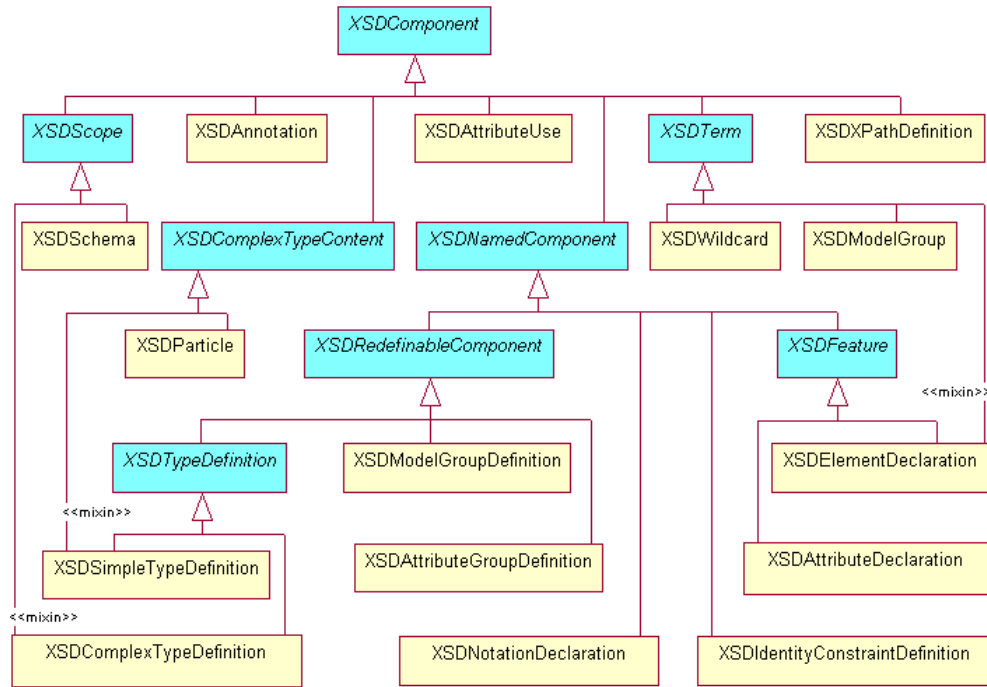 XSDComponent
XSDScope
XSDAnnotation
XSDAttributeUse
XSDTerm
XSDXPathDefinition
XSDSchema
XSDComplexTypeContent
XSDNamedComponent
XSDWildcard
XSDModelGroup
XSDParticle
XSDRedefinableComponent
XSDFeature
<<mixin>>
XSDTypeDefinition
XSDModelGroupDefinition
XSDElementDeclaration
<<mixin>>
XSDSimpleTypeDefinition
XSDAttributeGroupDefinition
XSDAttributeDeclaration
<<mixin>>
XSDComplexTypeDefinition
XSDNotationDeclaration
XSDIdentityConstraintDefinition